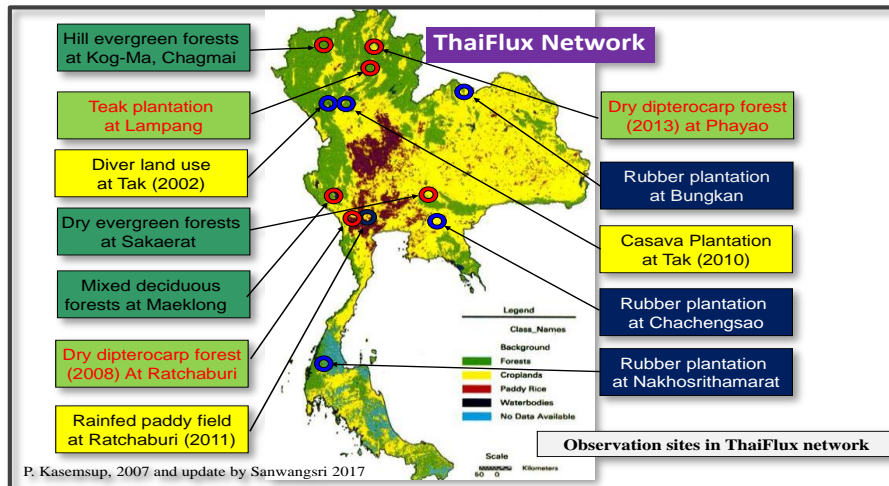 ThaiFlux Network
Hill evergreen forests
at Kog-Ma, Chagmai
Teak plantation
at Lampang
Diver land use
at Tak (2002)
Dry evergreen forests
at Sakaerat
Mixed deciduous
forests at Maeklong
Dry dipterocarp forest
(2008) At Ratchaburi
Rainfed paddy field
at Ratchaburi (2011)
Dry dipterocarp forest
(2013) at Phayao
Rubber plantation
at Bungkan
Casava Plantation
at Tak (2010)
Rubber plantation
at Chachengsao
Rubber plantation
at Nakhosrithamarat
Legend
Class_Names
Background
Forests
Croplands
Paddy Rice
Waterbodies
No Data Available
Scale
50 0 Kilometers
Observation sites in ThaiFlux network
P. Kasemsup, 2007 and update by Sanwangsri 2017